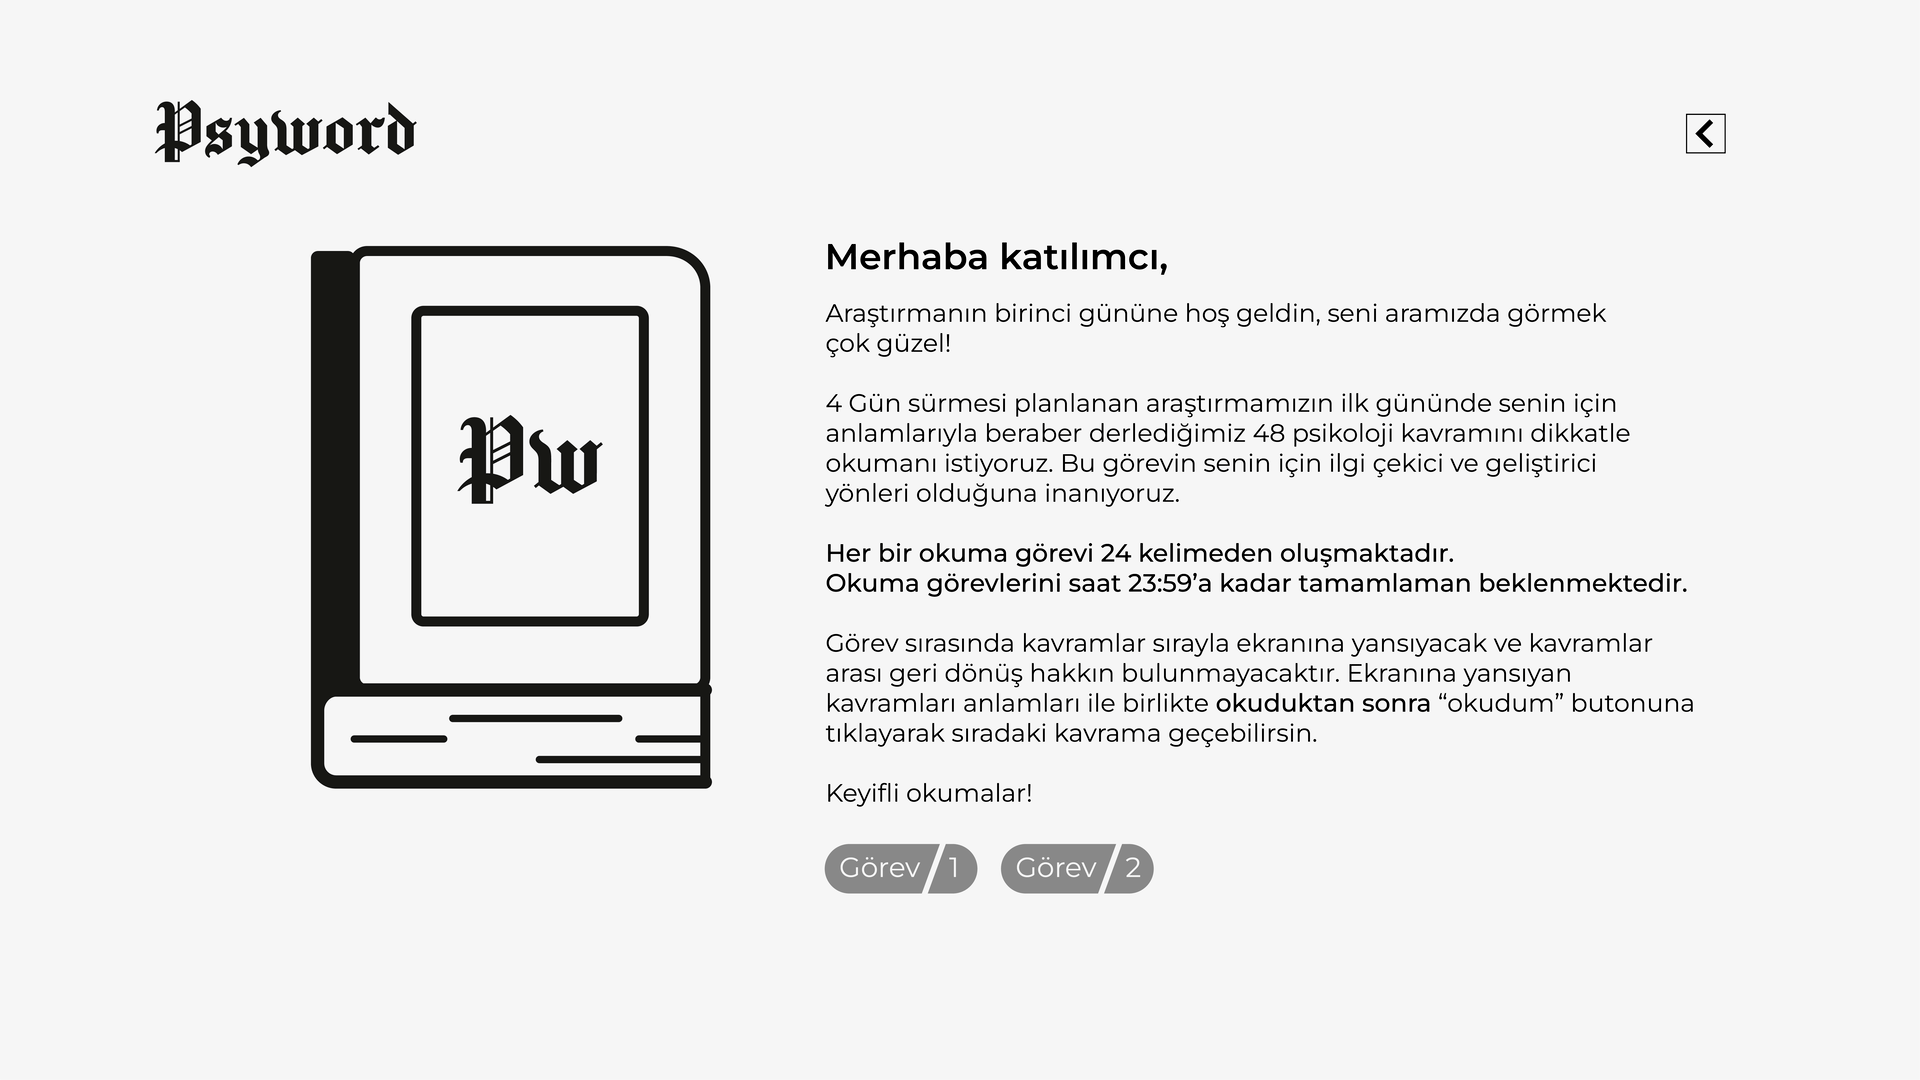 Psyword
Pw
Merhaba katılımcı,
Araştırmanın birinci gününe hoş geldin, seni aramızda görmek
çok güzel!
4 Gün sürmesi planlanan araştırmamızın ilk gününde senin için
anlamlarıyla beraber derlediğimiz 48 psikoloji kavramını dikkatle
okumanı istiyoruz. Bu görevin senin için ilgi çekici ve geliştirici
yönleri olduğuna inanıyoruz.
Her bir okuma görevi 24 kelimeden oluşmaktadır.
Okuma görevlerini saat 23:59’a kadar tamamlaman beklenmektedir.
Görev sırasında kavramlar sırayla ekranına yansıyacak ve kavramlar
arası geri dönüş hakkın bulunmayacaktır. Ekranına yansıyan
kavramları anlamları ile birlikte okuduktan sonra “okudum” butonuna
tıklayarak sıradaki kavrama geçebilirsin.
Keyifli okumalar!
Görev/1 Görev/2